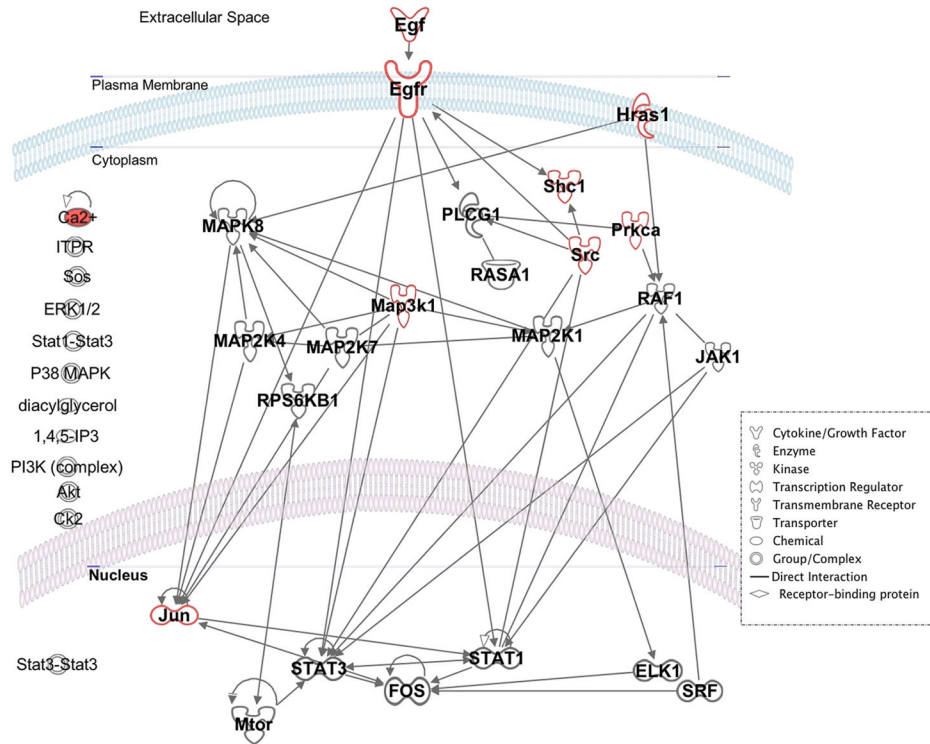 Extracellular Space
Egf
Plasma Membrane
Egfr
Hras1
Cytoplasm
Shc1
Ca2+
MAPK8
PLCG1
Prkca
ITPR
Src
RASA1
Sos
ERK1/2
Map3k1
RAF1
Stat1-Stat3
MAP2K4
MAP2K7
MAP2K1
JAK1
P38 MAPK
diacylglycerol
RPS6KB1
1,4,5-IP3
PI3K (complex)
Akt
Ck2
Cytokine/Growth Factor
Enzyme
Kinase
Transcription Regulator
Transmembrane Receptor
Transporter
Chemical
Group/Complex
Direct Interaction
Receptor-binding protein
Nucleus
Jun
Stat3-Stat3
STAT3
STAT1
FOS
ELK1
SRF
Mtor